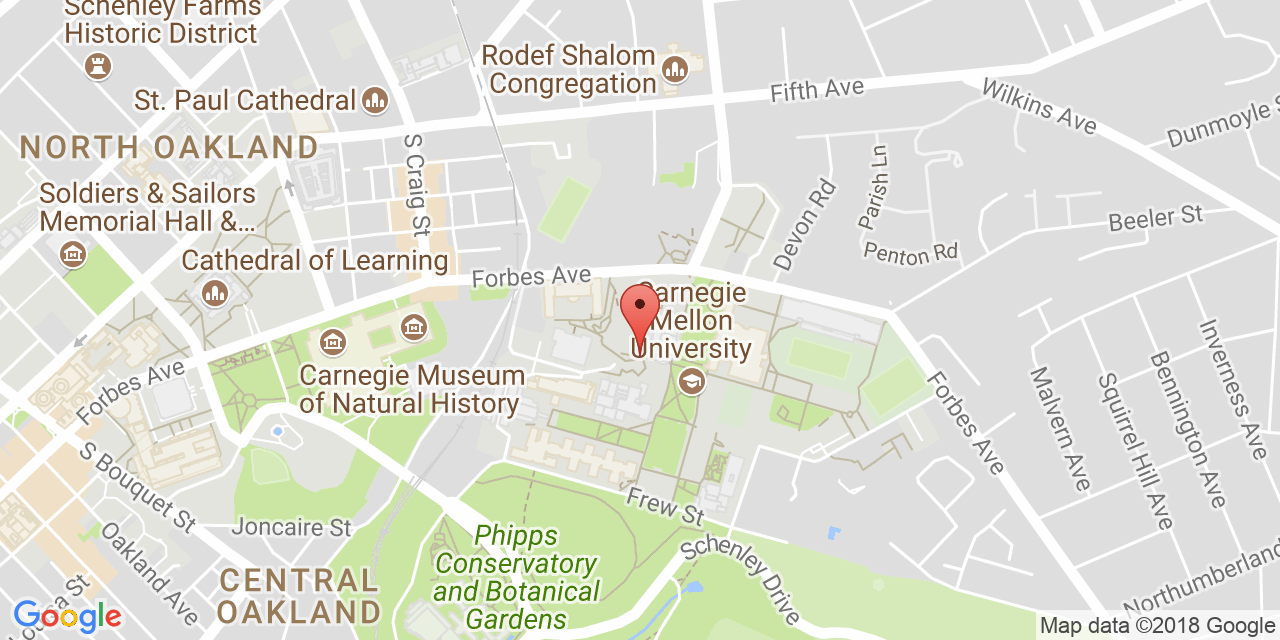 Schenley Farms
Historic District
Rodef Shalom
Congregation
St. Paul Cathedral
Fifth Ave
Wilkins Ave
Dunmoyle S
NORTH OAKLAND
S Craig St
Soldiers & Sailors
Memorial Hall &...
Parish Ln
Devon Rd
Beeler St
Penton Rd
Cathedral of Learning
Forbes Ave
Carnegie
Mellon
University
Inverness Ave
Bennington Ave
Squirrel Hill Ave
Malvern Ave
Forbes Ave
Carnegie Museum
of Natural History
Forbes Ave
S Bouquet St
Joncaire St
Frew St
Oakland Ave
Phipps
Conservatory
and Botanical
Gardens
Schenley Drive
CENTRAL
OAKLAND
Northumberland
St
Google
Map data ©2018 Google